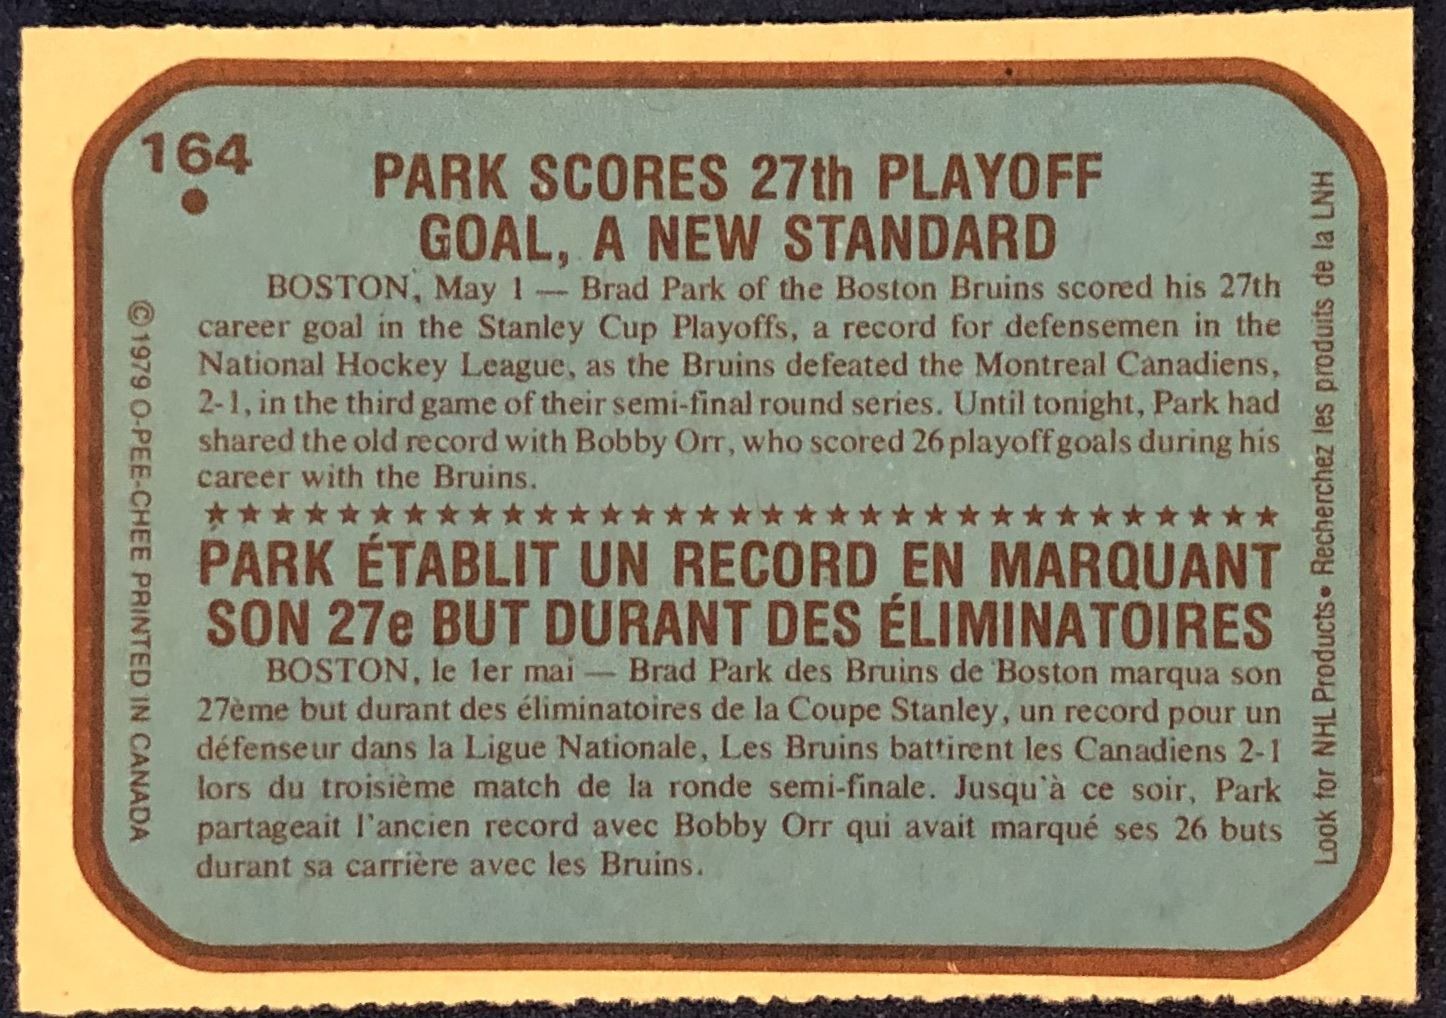 164
PARK SCORES 27th PLAYOFF
GOAL, A NEW STANDARD
BOSTON, May 1 — Brad Park of the Boston Bruins scored his 27th
career goal in the Stanley Cup Playoffs, a record for defensemen in the
National Hockey League, as the Bruins defeated the Montreal Canadiens,
2-1, in the third game of their semi-final round series. Until tonight, Park had
shared the old record with Bobby Orr, who scored 26 playoff goals during his
career with the Bruins.
★★★★★★★★★★★★★★★★★★★★★★★★★★★★★★★★★
PARK ÉTABLIT UN RECORD EN MARQUANT
SON 27e BUT DURANT DES ÉLIMINATOIRES
BOSTON, le 1er mai — Brad Park des Bruins de Boston marqua son
27ème but durant des éliminatoires de la Coupe Stanley, un record pour un
défenseur dans la Ligue Nationale, Les Bruins battirent les Canadiens 2-1
lors du troisième match de la ronde semi-finale. Jusqu'à ce soir, Park
partageait l'ancien record avec Bobby Orr qui avait marqué ses 26 buts
durant sa carrière avec les Bruins.
© 1979 O-PEE-CHEE PRINTED IN CANADA
Look for NHL Products • Recherchez les produits de la LNH